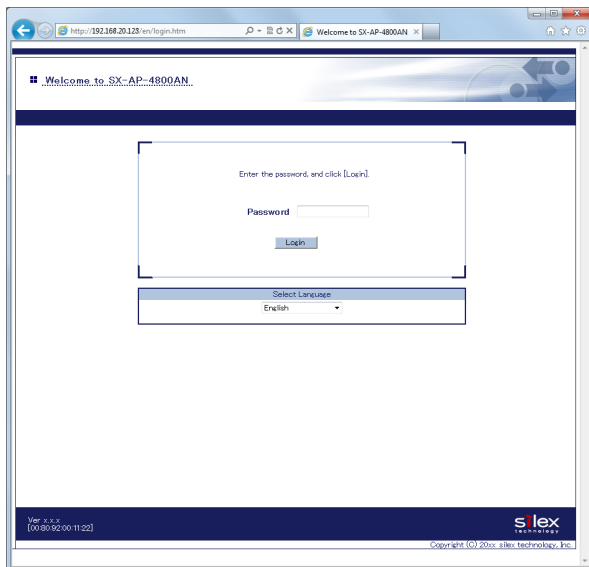 http://192.168.20.123/en/login.htm
Welcome to SX-AP-4800AN
Welcome to SX-AP-4800AN
Enter the password, and click [Login].
Password
Login
Select Language
English
Ver x.x.x
[00:80:92:00:11:22]
silex
technology
Copyright (C) 20xx silex technology, Inc.